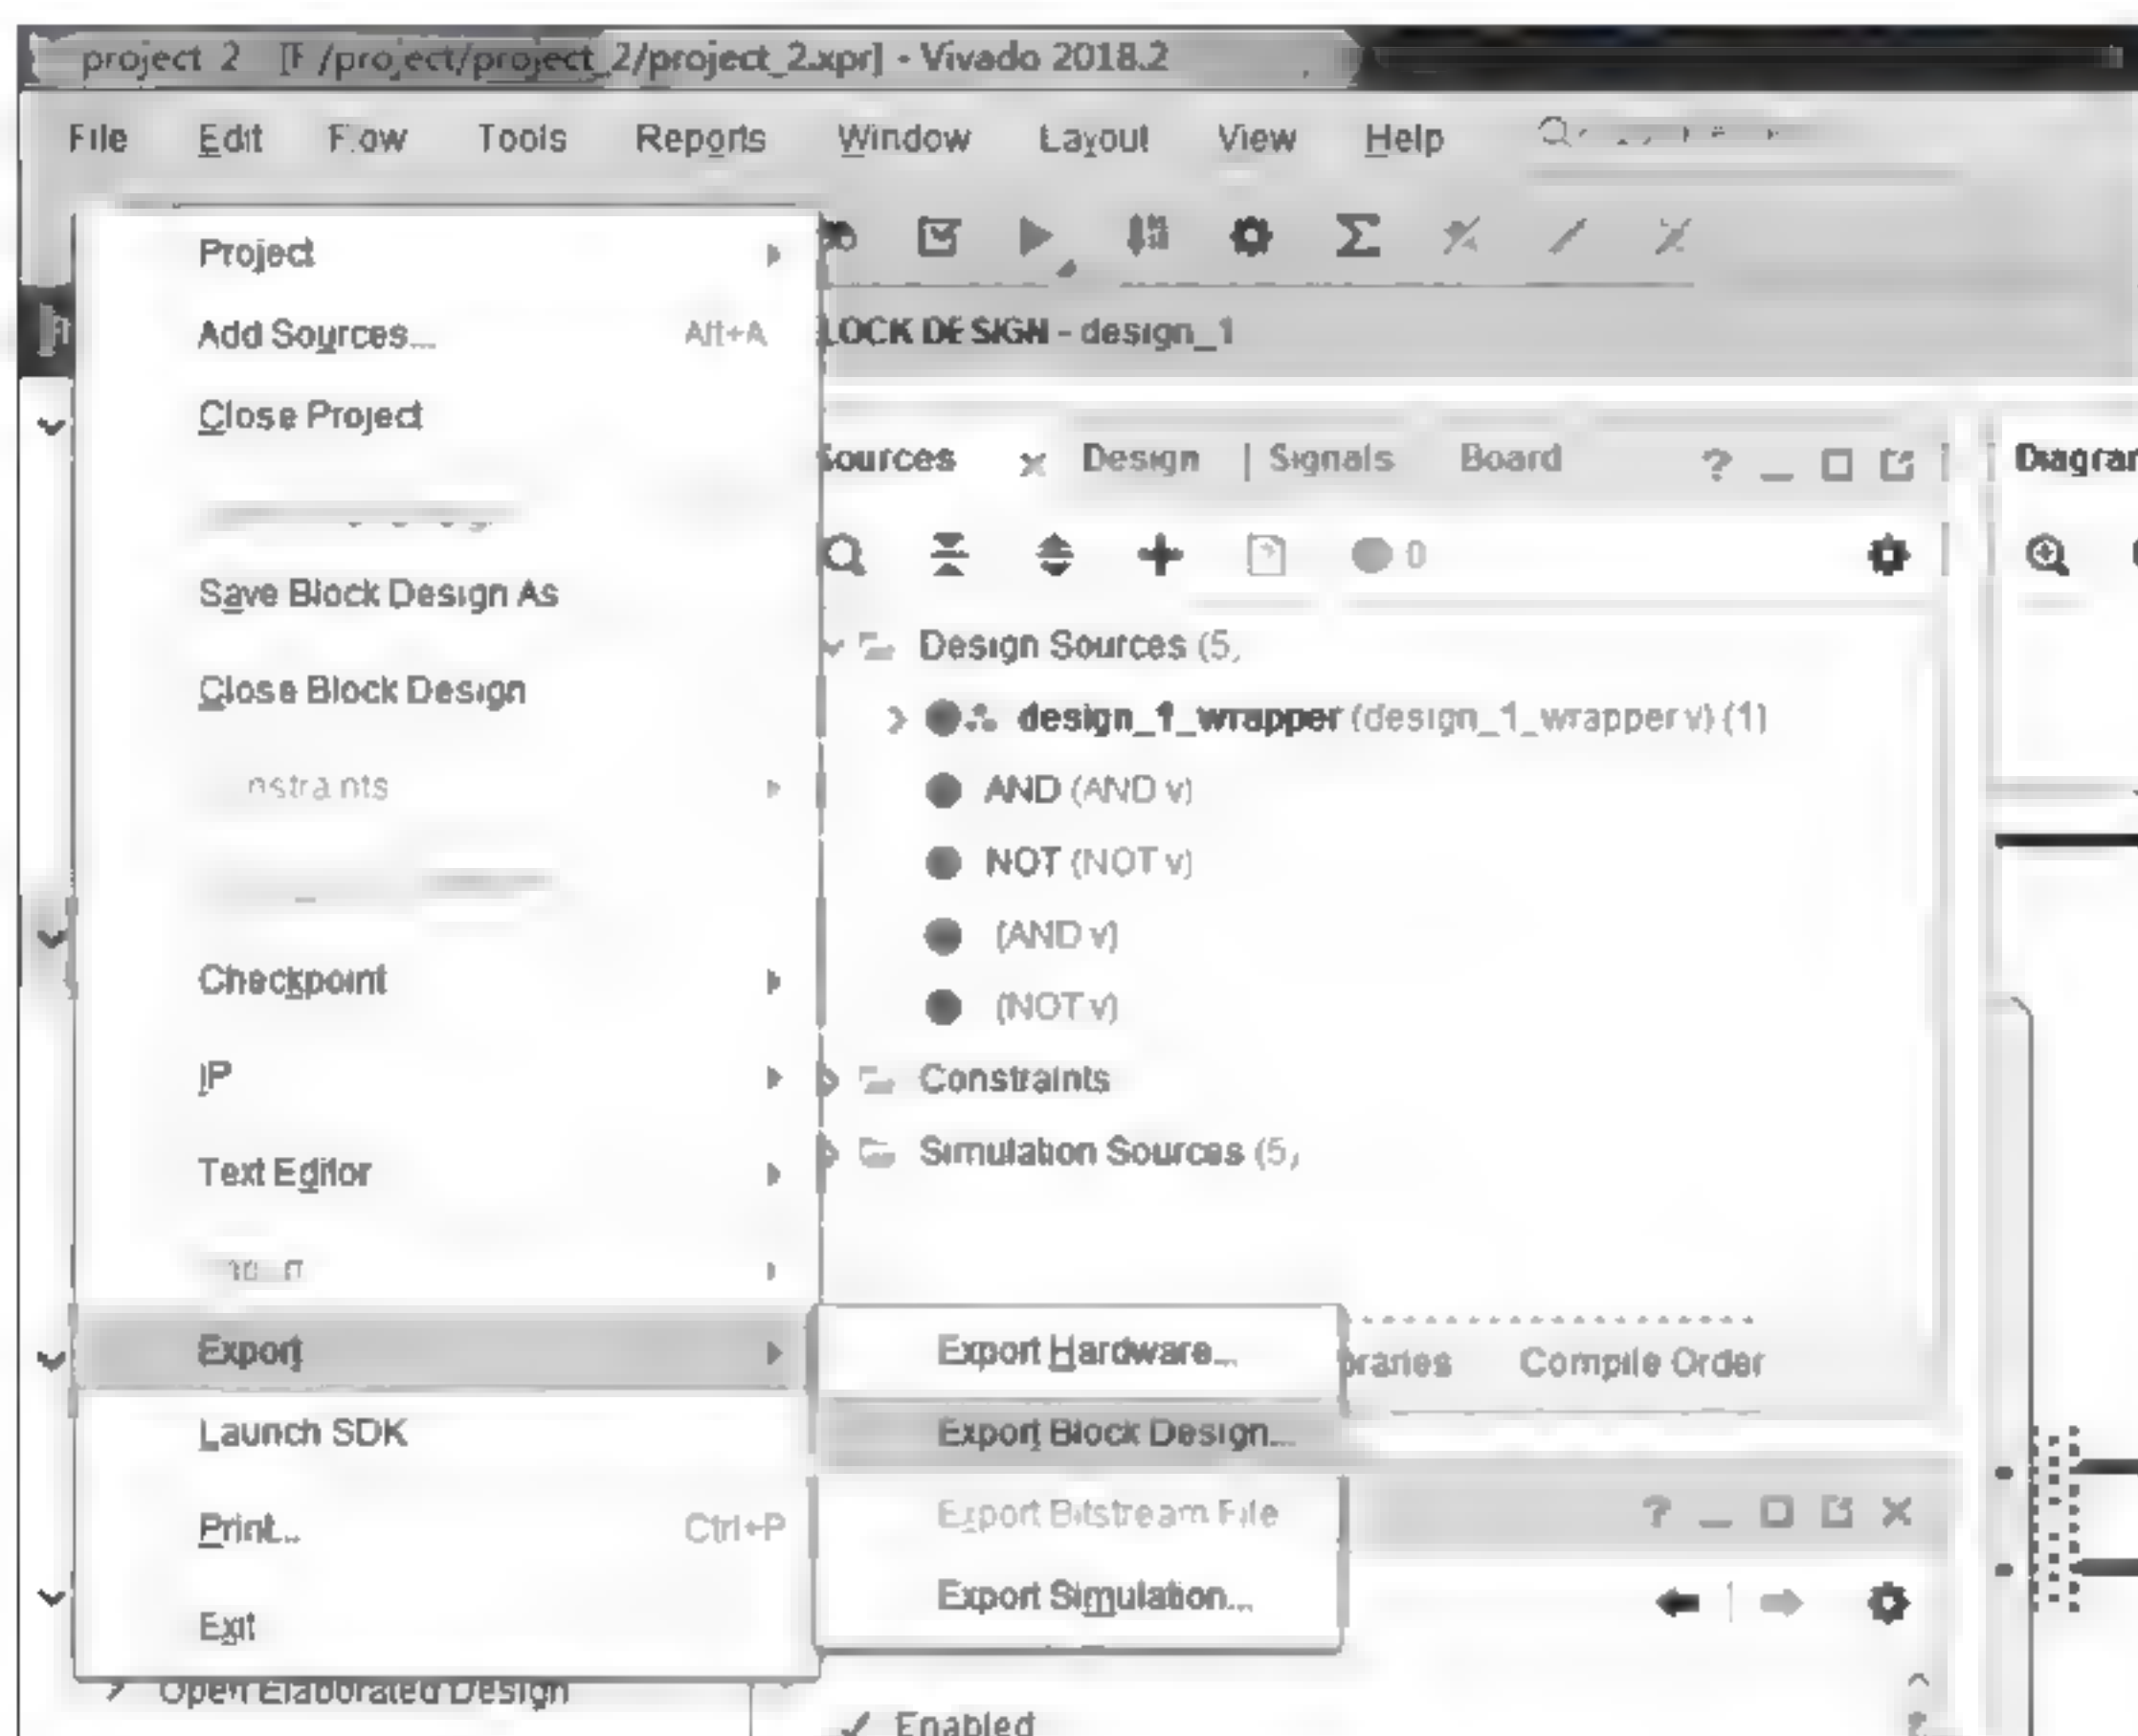 project 2 [F /project/project_2/project_2.xpr] - Vivado 2018.2
File Edit Flow Tools Reports Window Layout View Help
Project
Add Sources... Alt+A
Close Project
Save Block Design As
Close Block Design
Checkpoint
IP
Text Editor
Export
Launch SDK
Print... Ctrl+P
Exit
Open Elaborated Design
Export Hardware...
Export Block Design...
Export Bitstream File
Export Simulation...
LOCK DESIGN - design_1
Sources Design | Signals Board
0
Design Sources (5)
design_1_wrapper (design_1_wrapper v) (1)
AND (AND v)
NOT (NOT v)
(AND v)
(NOT v)
Constraints
Simulation Sources (5)
braries Compile Order
Enabled
Diagram